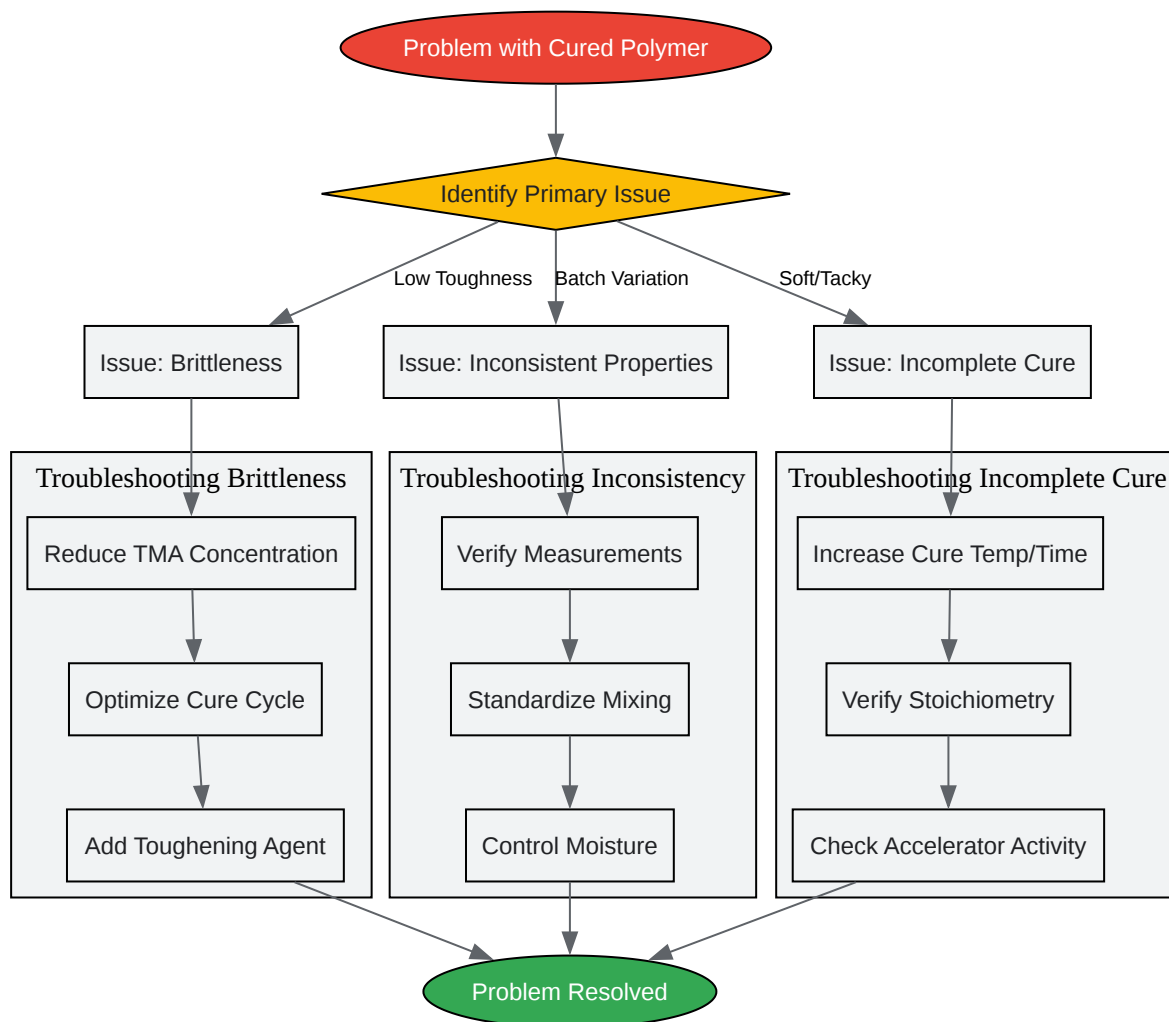 Problem with Cured Polymer
Identify Primary Issue
Low Toughness
Batch Variation
Soft/Tacky
Issue: Brittleness
Issue: Inconsistent Properties
Issue: Incomplete Cure
Troubleshooting Brittleness
Troubleshooting Inconsistency
Troubleshooting Incomplete Cure
Reduce TMA Concentration
Verify Measurements
Increase Cure Temp/Time
Optimize Cure Cycle
Standardize Mixing
Verify Stoichiometry
Add Toughening Agent
Control Moisture
Check Accelerator Activity
Problem Resolved